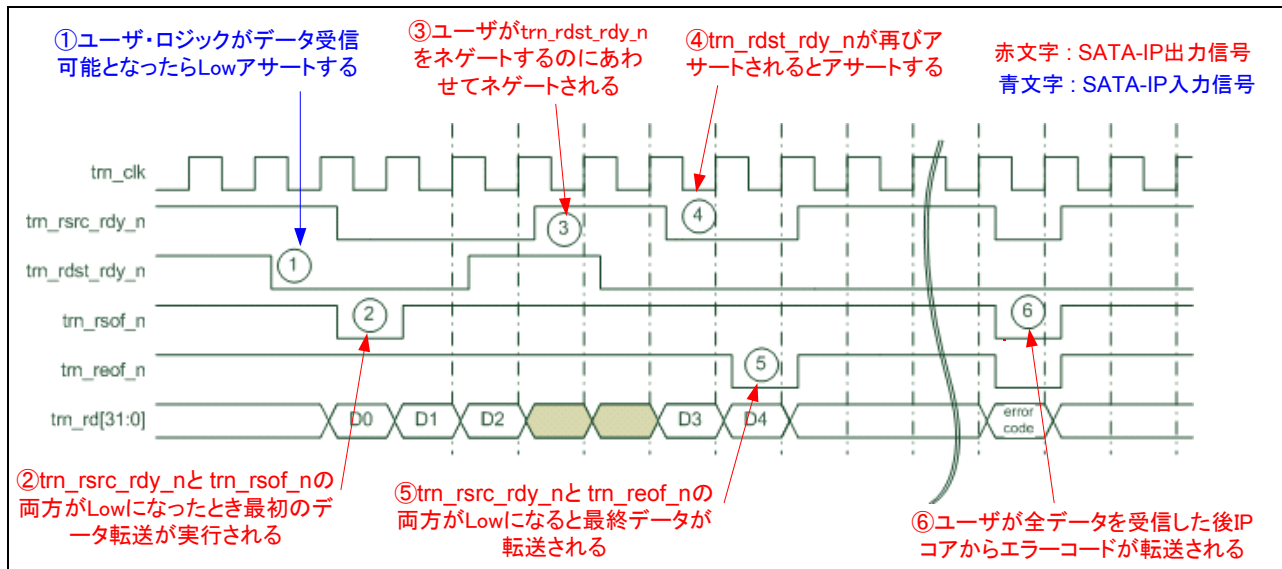 ①ユーザ・ロジックがデータ受信
可能となったらLowアサートする
③ユーザがtrn_rdst_rdy_n
をネゲートするのにあわ
せてネゲートされる
④trn_rdst_rdy_nが再びア
サートされるとアサートする
赤文字 : SATA-IP出力信号
青文字 : SATA-IP入力信号
trn_clk
trn_rsrc_rdy_n
3
4
trn_rdst_rdy_n
1
trn_rsof_n
2
6
trn_reof_n
5
trn_rd[31:0]
D0
D1
D2
D3
D4
error
code
②trn_rsrc_rdy_nと trn_rsof_nの
両方がLowになったとき最初のデ
ータ転送が実行される
⑤trn_rsrc_rdy_nと trn_reof_nの
両方がLowになると最終データが
転送される
⑥ユーザが全データを受信した後IP
コアからエラーコードが転送される